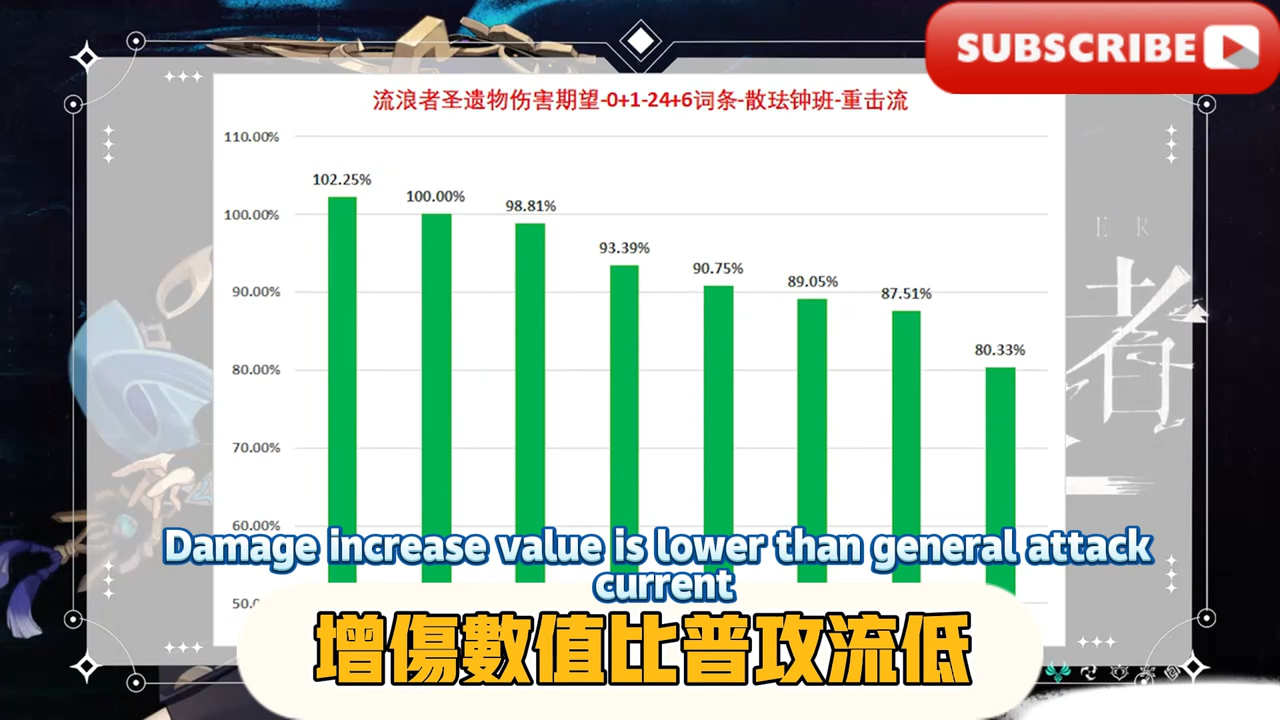 SUBSCRIBE
流浪者圣遗物伤害期望-0+1-24+6词条-散珐钟班-重击流
110.00%
102.25%
100.00%
98.81%
100.00%
93.39%
90.75%
89.05%
87.51%
90.00%
80.33%
80.00%
70.00%
60.00%
50.0
E R
者
Damage increase value is lower than general attack
current
增傷數值比普攻流低